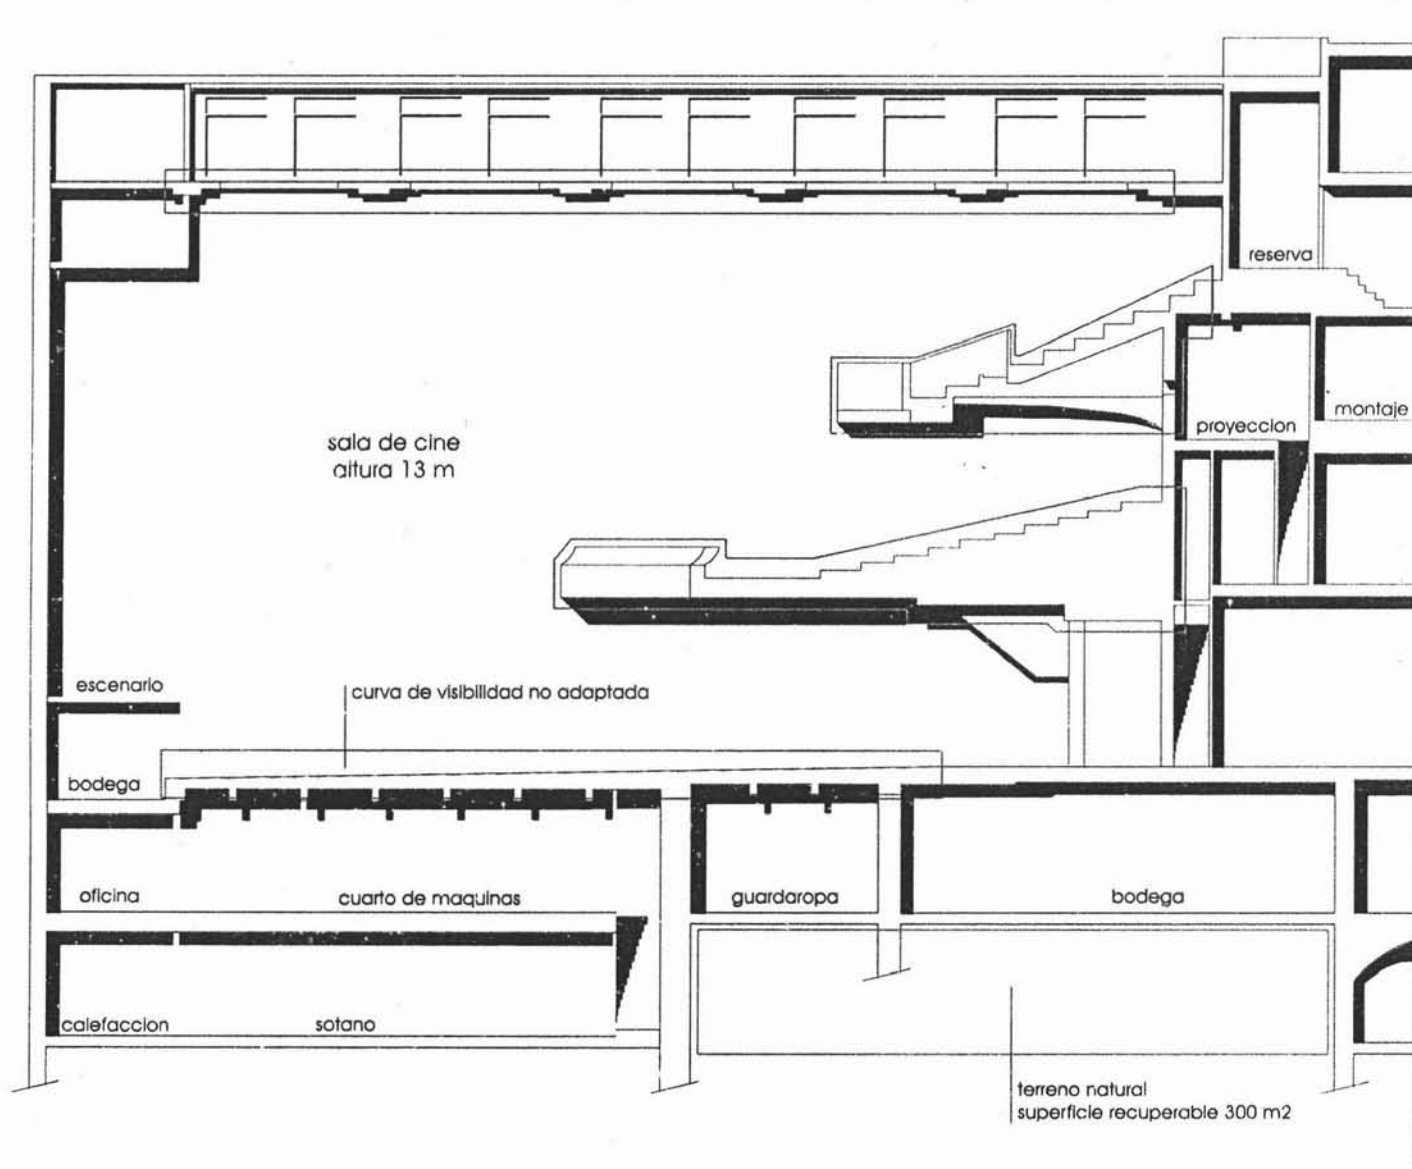 reserva
montaje
proyeccion
sala de cine
altura 13 m
escenario
curva de visibilidad no adaptada
bodega
oficina
cuarto de maquinas
guardaropa
bodega
calefaccion
sotano
terreno natural
superficie recuperable 300 m2